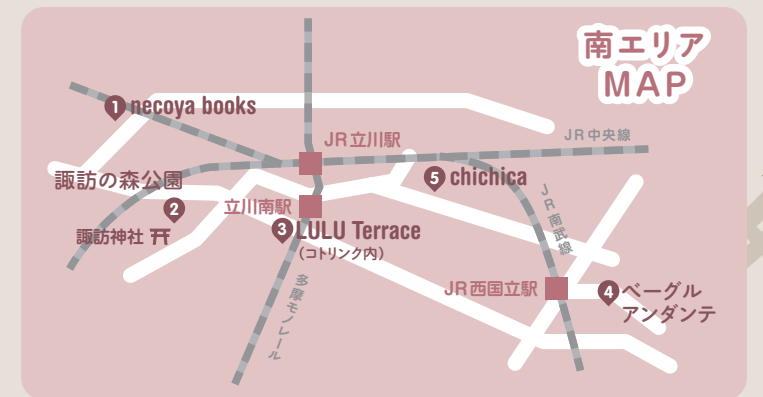 南エリア
MAP
1 necoya books
JR立川駅
JR中央線
諏訪の森公園
2
5 chichica
立川南駅
JR南武線
諏訪神社
3 LULU Terrace
(コトリンク内)
多摩モノレール
JR西国立駅
4 ベーグル
アンダンテ